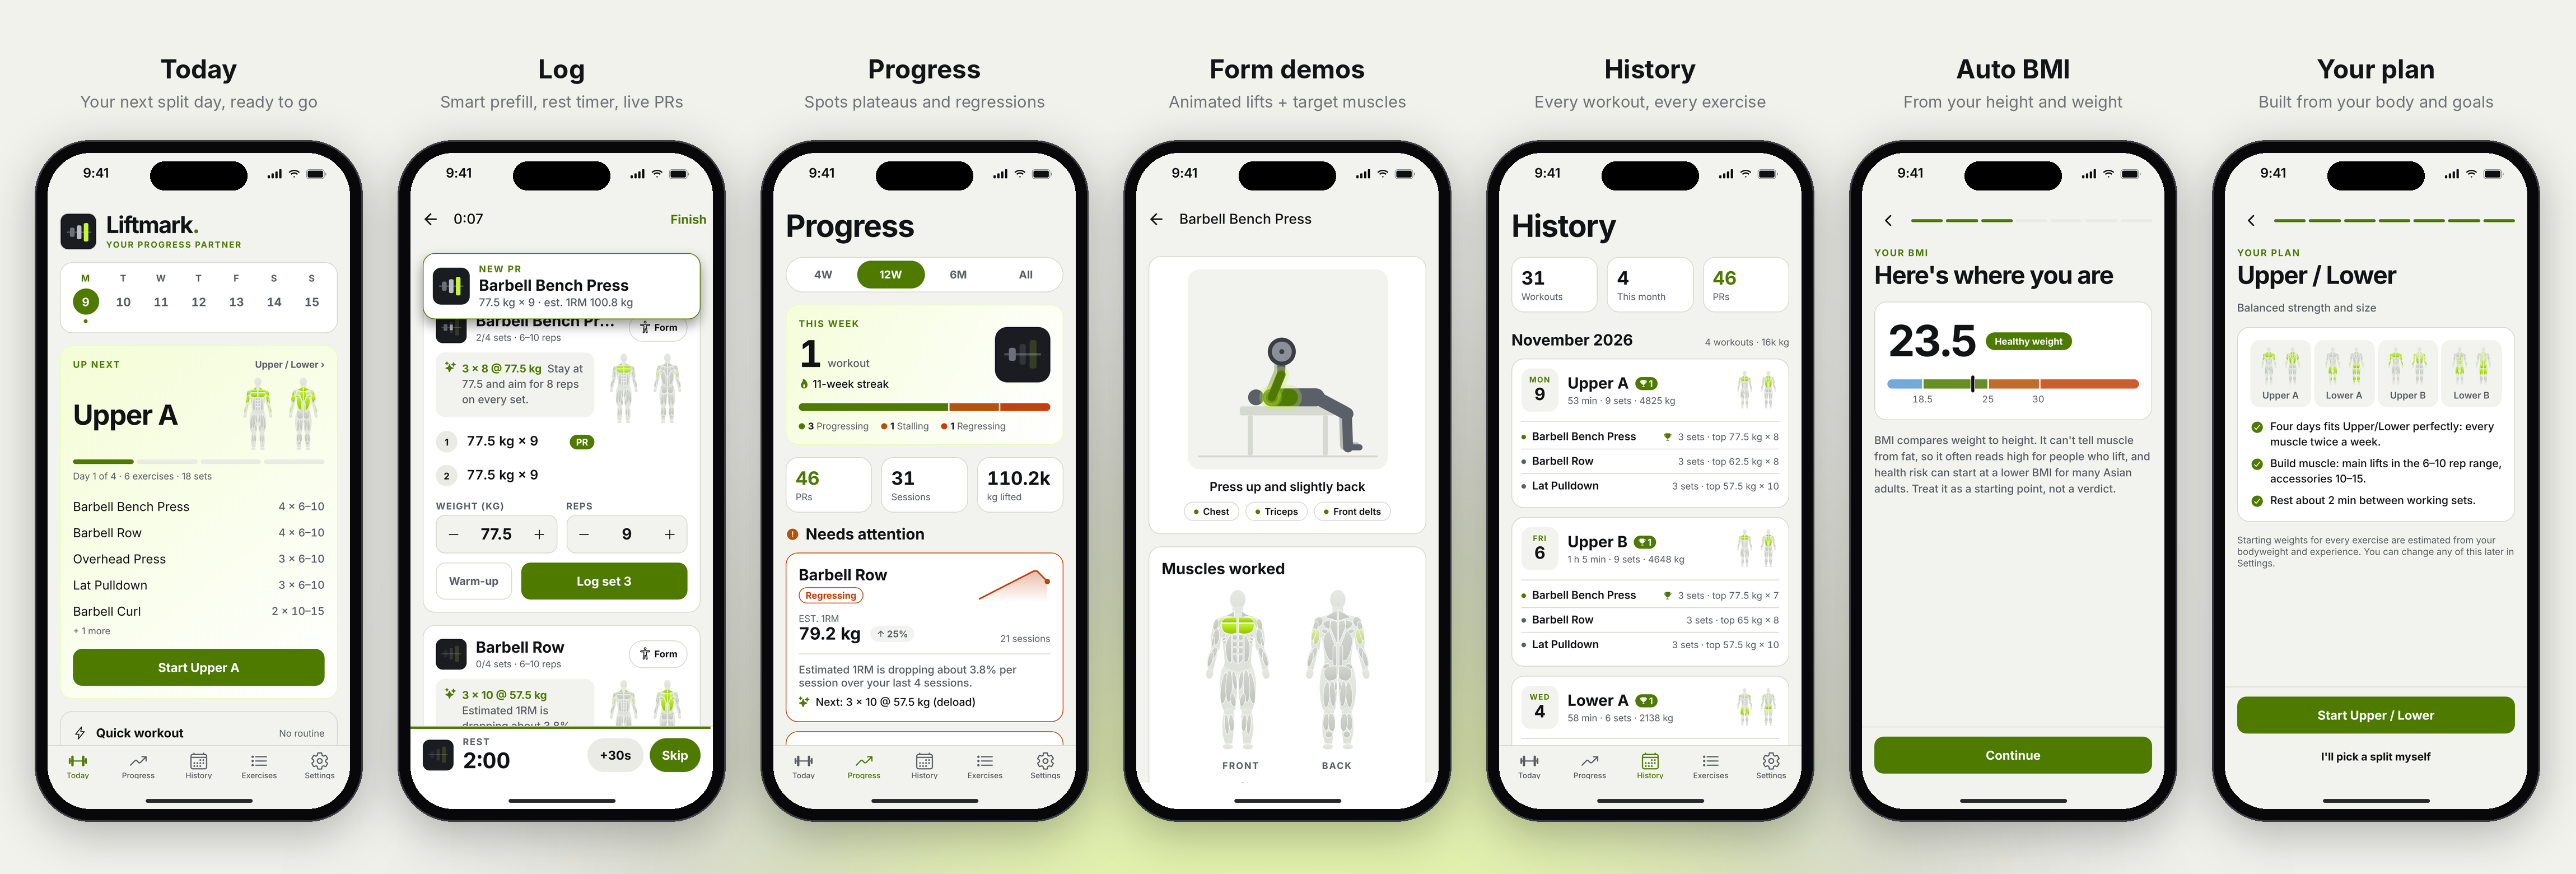 Today
Your next split day, ready to go
9:41
Liftmark.
YOUR PROGRESS PARTNER
M T W T F S S
9 10 11 12 13 14 15
UP NEXT
Upper / Lower ›
Upper A
Day 1 of 4 · 6 exercises · 18 sets
Barbell Bench Press 4 × 6–10
Barbell Row 4 × 6–10
Overhead Press 3 × 6–10
Lat Pulldown 3 × 6–10
Barbell Curl 2 × 10–15
+ 1 more
Start Upper A
Quick workout No routine
Today Progress History Exercises Settings
Log
Smart prefill, rest timer, live PRs
9:41
0:07 Finish
NEW PR
Barbell Bench Press
77.5 kg × 9 · est. 1RM 100.8 kg
Barbell Bench Pr... Form
2/4 sets · 6–10 reps
3 × 8 @ 77.5 kg Stay at
77.5 and aim for 8 reps
on every set.
1 77.5 kg × 9 PR
2 77.5 kg × 9
WEIGHT (KG) REPS
− 77.5 + − 9 +
Warm-up Log set 3
Barbell Row Form
0/4 sets · 6–10 reps
3 × 10 @ 57.5 kg
Estimated 1RM is
dropping about 3.8%
REST
2:00 +30s Skip
Progress
Spots plateaus and regressions
9:41
Progress
4W 12W 6M All
THIS WEEK
1 workout
11-week streak
3 Progressing 1 Stalling 1 Regressing
46 31 110.2k
PRs Sessions kg lifted
Needs attention
Barbell Row
Regressing
EST. 1RM
79.2 kg ↑ 25% 21 sessions
Estimated 1RM is dropping about 3.8% per
session over your last 4 sessions.
Next: 3 × 10 @ 57.5 kg (deload)
Today Progress History Exercises Settings
Form demos
Animated lifts + target muscles
9:41
Barbell Bench Press
Press up and slightly back
Chest Triceps Front delts
Muscles worked
FRONT BACK
History
Every workout, every exercise
9:41
History
31 4 46
Workouts This month PRs
November 2026 4 workouts · 16k kg
MON
9
Upper A 1
53 min · 9 sets · 4825 kg
Barbell Bench Press 3 sets · top 77.5 kg × 8
Barbell Row 3 sets · top 62.5 kg × 8
Lat Pulldown 3 sets · top 57.5 kg × 10
FRI
6
Upper B 1
1 h 5 min · 9 sets · 4648 kg
Barbell Bench Press 3 sets · top 77.5 kg × 7
Barbell Row 3 sets · top 65 kg × 8
Lat Pulldown 3 sets · top 57.5 kg × 10
WED
4
Lower A 1
58 min · 6 sets · 2138 kg
Today Progress History Exercises Settings
Auto BMI
From your height and weight
9:41
YOUR BMI
Here's where you are
23.5 Healthy weight
18.5 25 30
BMI compares weight to height. It can't tell muscle
from fat, so it often reads high for people who lift, and
health risk can start at a lower BMI for many Asian
adults. Treat it as a starting point, not a verdict.
Continue
Your plan
Built from your body and goals
9:41
YOUR PLAN
Upper / Lower
Balanced strength and size
Upper A Lower A Upper B Lower B
Four days fits Upper/Lower perfectly: every
muscle twice a week.
Build muscle: main lifts in the 6–10 rep range,
accessories 10–15.
Rest about 2 min between working sets.
Starting weights for every exercise are estimated from your
bodyweight and experience. You can change any of this later in
Settings.
Start Upper / Lower
I'll pick a split myself